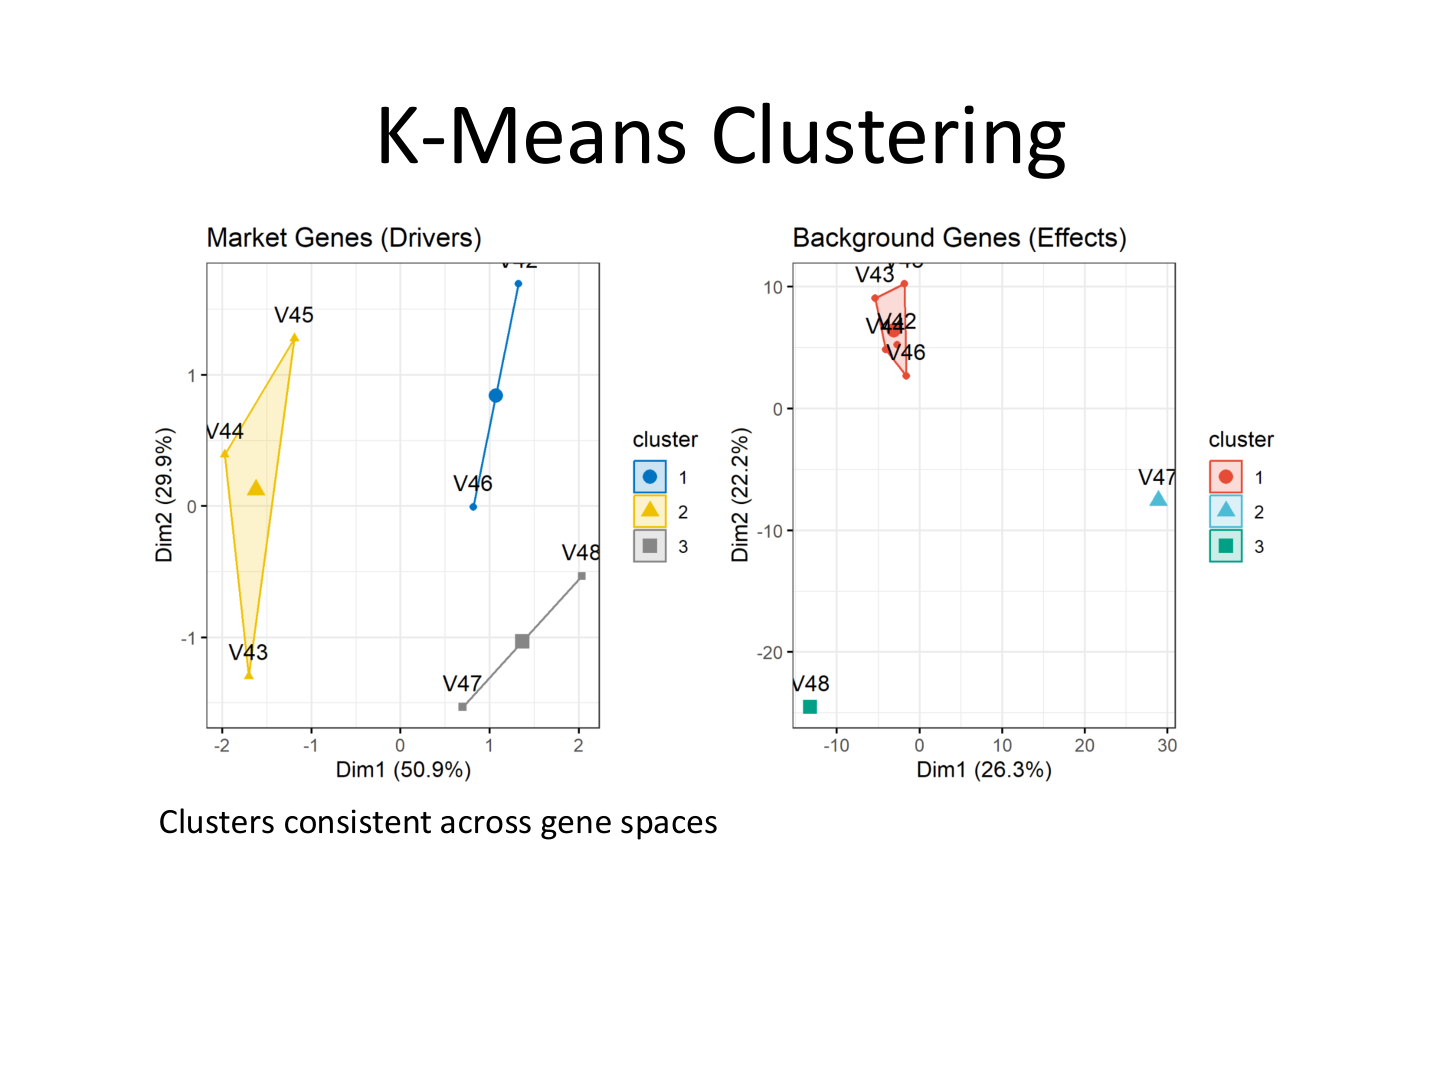 K-Means Clustering
Market Genes (Drivers)
V42
V45
V44
V46
V48
V43
V47
1
0
-1
-2
-1
0
1
2
Dim2 (29.9%)
Dim1 (50.9%)
cluster
1
2
3
Background Genes (Effects)
V43
V42
V46
V47
V48
10
0
-10
-20
-10
0
10
20
30
Dim2 (22.2%)
Dim1 (26.3%)
cluster
1
2
3
Clusters consistent across gene spaces